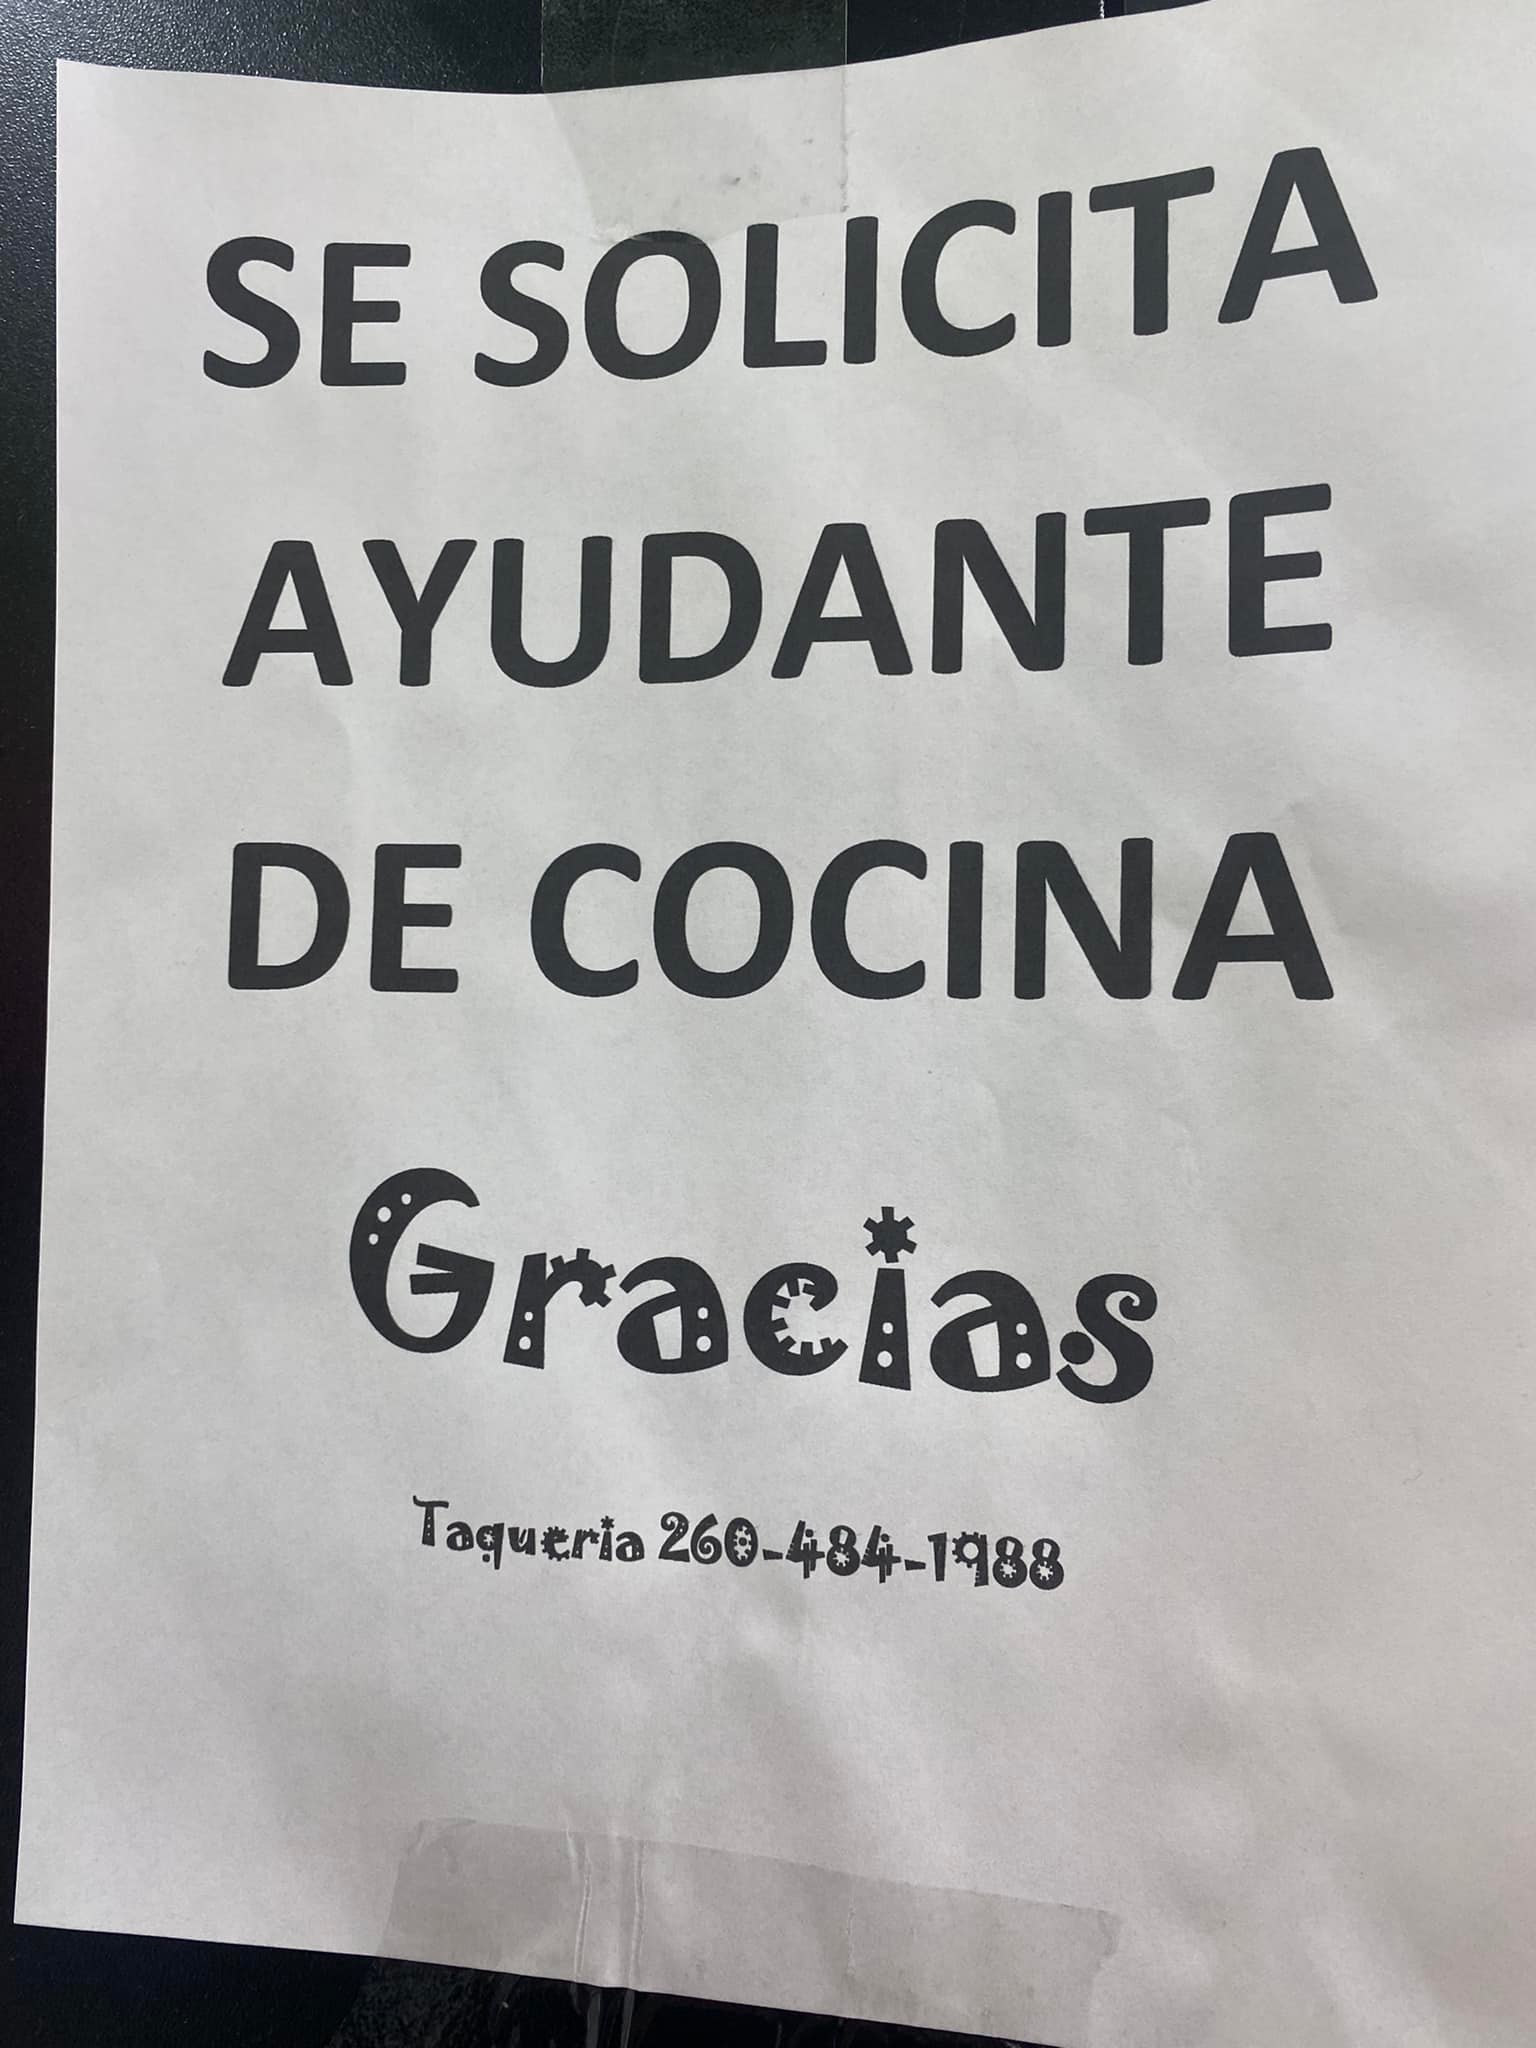 SE SOLICITA
AYUDANTE
DE COCINA
Gracias
Taqueria 260-484-1988